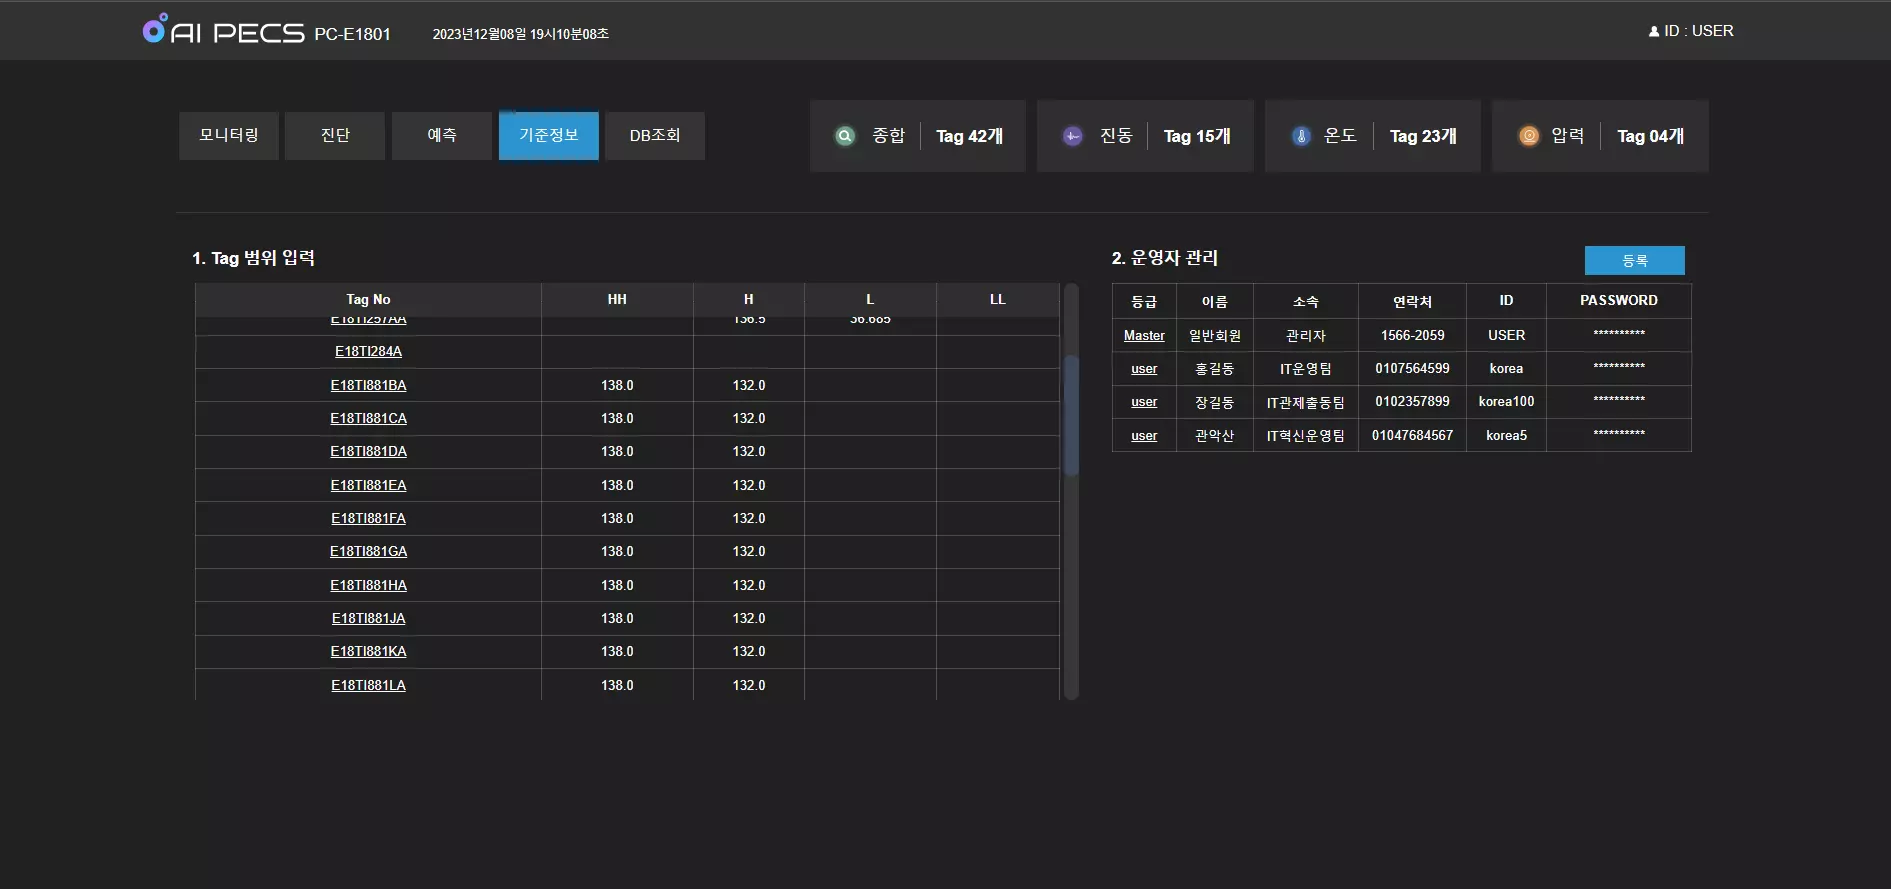 AI PECS PC-E1801 2023년12월08일 19시10분08초 ID : USER
모니터링 진단 예측 기준정보 DB조회 종합 Tag 42개 진동 Tag 15개 온도 Tag 23개 압력 Tag 04개
1. Tag 범위 입력
Tag No HH H L LL
E18TI257AA 136.5 36.685
E18TI284A
E18TI881BA 138.0 132.0
E18TI881CA 138.0 132.0
E18TI881DA 138.0 132.0
E18TI881EA 138.0 132.0
E18TI881FA 138.0 132.0
E18TI881GA 138.0 132.0
E18TI881HA 138.0 132.0
E18TI881JA 138.0 132.0
E18TI881KA 138.0 132.0
E18TI881LA 138.0 132.0
2. 운영자 관리 등록
등급 이름 소속 연락처 ID PASSWORD
Master 일반회원 관리자 1566-2059 USER **********
user 홍길동 IT운영팀 0107564599 korea **********
user 장길동 IT관제출동팀 0102357899 korea100 **********
user 관악산 IT혁신운영팀 01047684567 korea5 **********